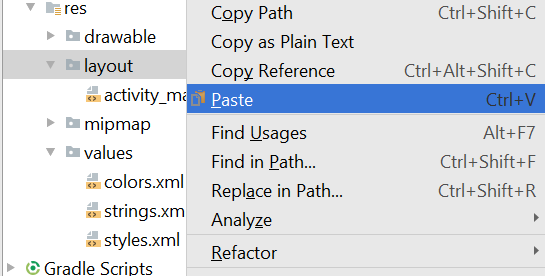 res
drawable
layout
activity_ma
mipmap
values
colors.xml
strings.xm
styles.xml
Gradle Scripts
Copy Path Ctrl+Shift+C
Copy as Plain Text
Copy Reference Ctrl+Alt+Shift+C
Paste Ctrl+V
Find Usages Alt+F7
Find in Path... Ctrl+Shift+F
Replace in Path... Ctrl+Shift+R
Analyze
Refactor